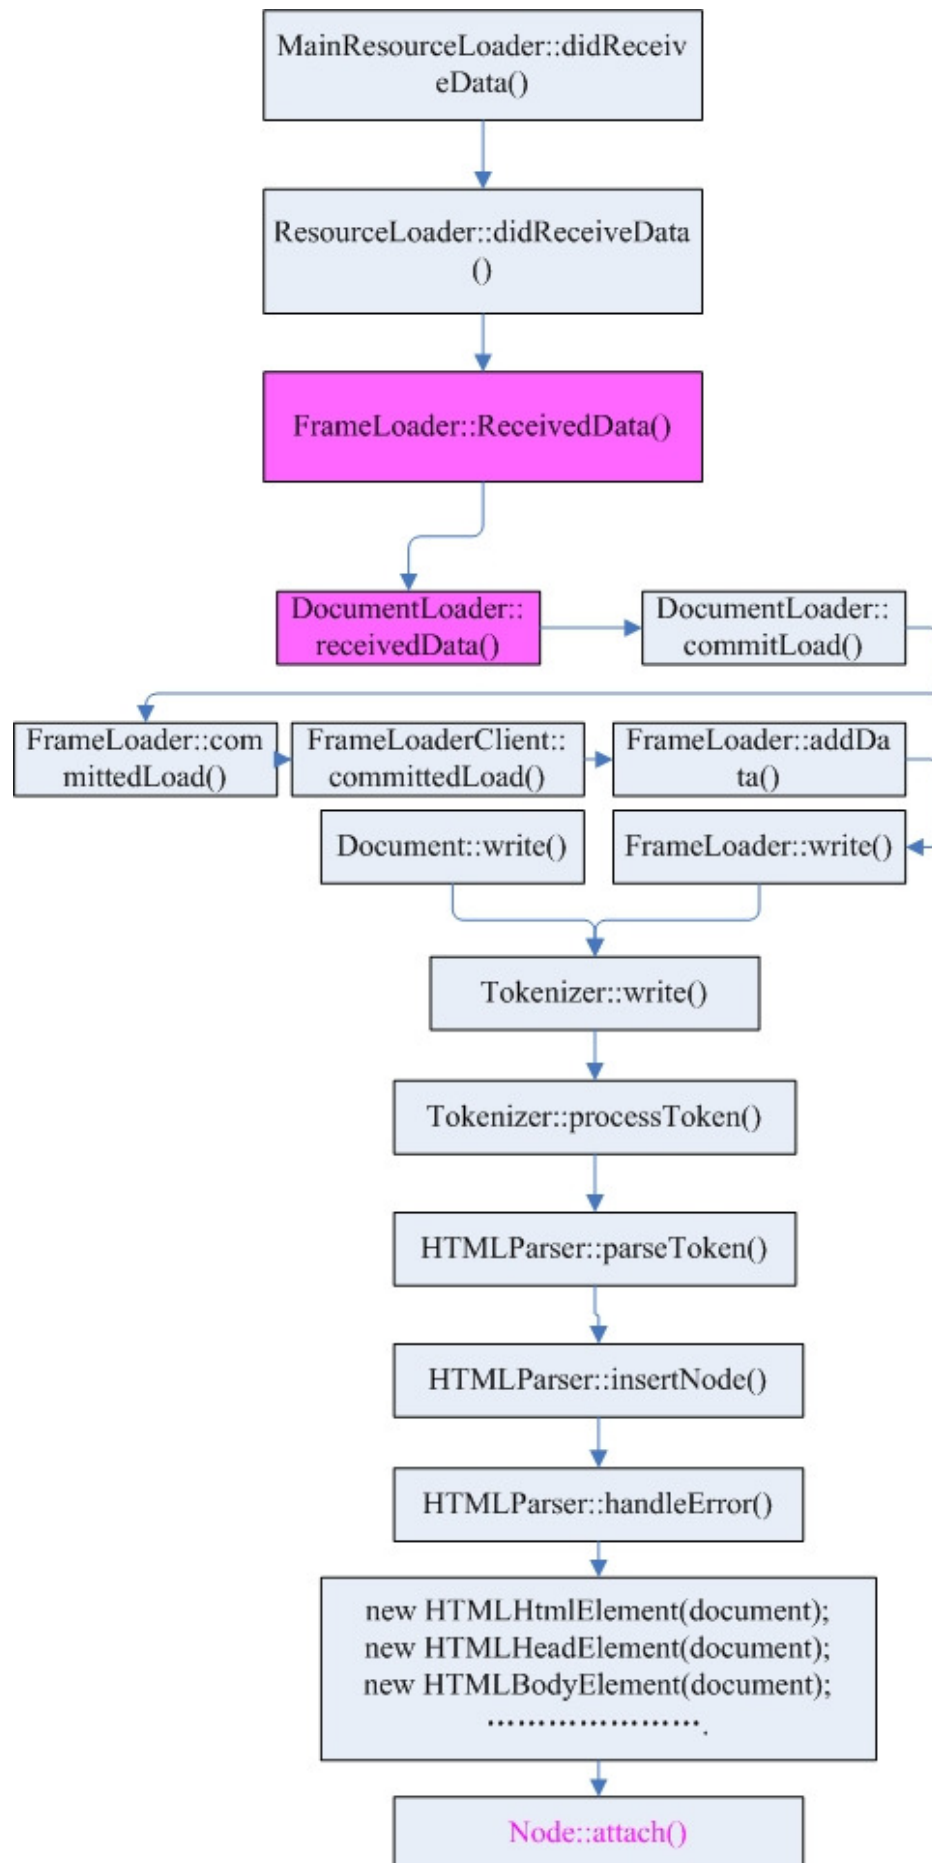 MainResourceLoader::didReceiv
eData()
ResourceLoader::didReceiveData
()
FrameLoader::ReceivedData()
DocumentLoader::
receivedData()
DocumentLoader::
commitLoad()
FrameLoader::com
mittedLoad()
FrameLoaderClient::
committedLoad()
FrameLoader::addDa
ta()
Document::write()
FrameLoader::write()
Tokenizer::write()
Tokenizer::processToken()
HTMLParser::parseToken()
HTMLParser::insertNode()
HTMLParser::handleError()
new HTMLHtmlElement(document);
new HTMLHeadElement(document);
new HTMLBodyElement(document);
…………………….
Node::attach()